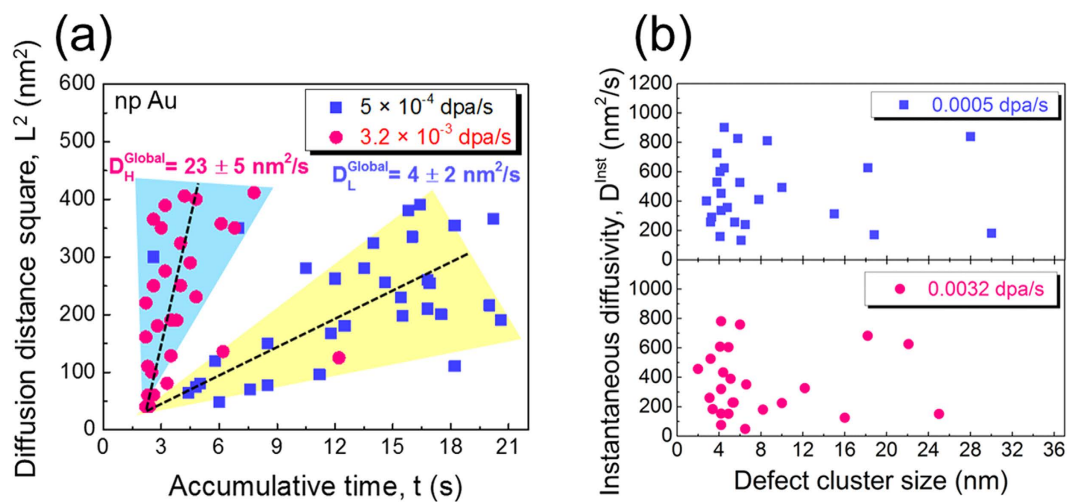 (a)
Diffusion distance square, L² (nm²)
600
500
400
300
200
100
0
np Au
5 × 10⁻⁴ dpa/s
3.2 × 10⁻³ dpa/s
D_H^Global = 23 ± 5 nm²/s
D_L^Global = 4 ± 2 nm²/s
0 3 6 9 12 15 18 21
Accumulative time, t (s)
(b)
Instantaneous diffusivity, D^Inst (nm²/s)
1200
1000
800
600
400
200
0
0.0005 dpa/s
1000
800
600
400
200
0
0.0032 dpa/s
0 4 8 12 16 20 24 28 32 36
Defect cluster size (nm)